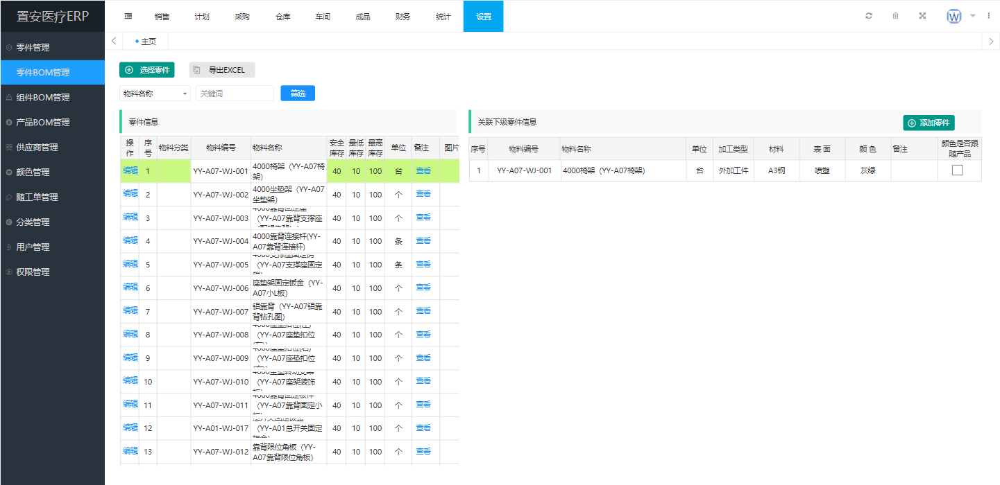 置安医疗ERP
销售 计划 采购 仓库 车间 成品 财务 统计 设置
主页
零件管理
零件BOM管理
组件BOM管理
产品BOM管理
供应商管理
颜色管理
随工单管理
分类管理
用户管理
权限管理
选择零件 导出EXCEL
物料名称 关键词 筛选
零件信息
操作 序号 物料分类 物料编号 物料名称 安全库存 最低库存 最高库存 单位 备注 图片
编辑 1 YY-A07-WJ-001 4000椅架（YY-A07椅架） 40 10 100 台 查看
编辑 2 YY-A07-WJ-002 4000坐垫架（YY-A07坐垫架） 40 10 100 个 查看
编辑 3 YY-A07-WJ-003 4000靠背固定座（YY-A07靠背支撑座 40 10 100 个 查看
编辑 4 YY-A07-WJ-004 4000靠背连接杆(YY-A07靠背连接杆) 40 10 100 条 查看
编辑 5 YY-A07-WJ-005 （YY-A07支撑座固定 40 10 100 条 查看
编辑 6 YY-A07-WJ-006 座垫架固定钣金（YY-A07小L板) 40 10 100 个 查看
编辑 7 YY-A07-WJ-007 铝靠背（YY-A07铝靠背钻孔图) 40 10 100 个 查看
编辑 8 YY-A07-WJ-008 （YY-A07座垫扣位 40 10 100 个 查看
编辑 9 YY-A07-WJ-009 （YY-A07座垫扣位 40 10 100 个 查看
编辑 10 YY-A07-WJ-010 （YY-A07座架装饰 40 10 100 个 查看
编辑 11 YY-A07-WJ-011 （YY-A07靠背固定小 40 10 100 个 查看
编辑 12 YY-A01-WJ-017 （YY-A01总开关固定 40 10 100 个 查看
编辑 13 YY-A07-WJ-012 靠背限位角板（YY-A07靠背限位角板) 40 10 100 个 查看
关联下级零件信息 添加零件
序号 物料编号 物料名称 单位 加工类型 材料 表 面 颜 色 备注 颜色是否跟随产品
1 YY-A07-WJ-001 4000椅架（YY-A07椅架） 台 外加工件 A3钢 喷塑 灰绿